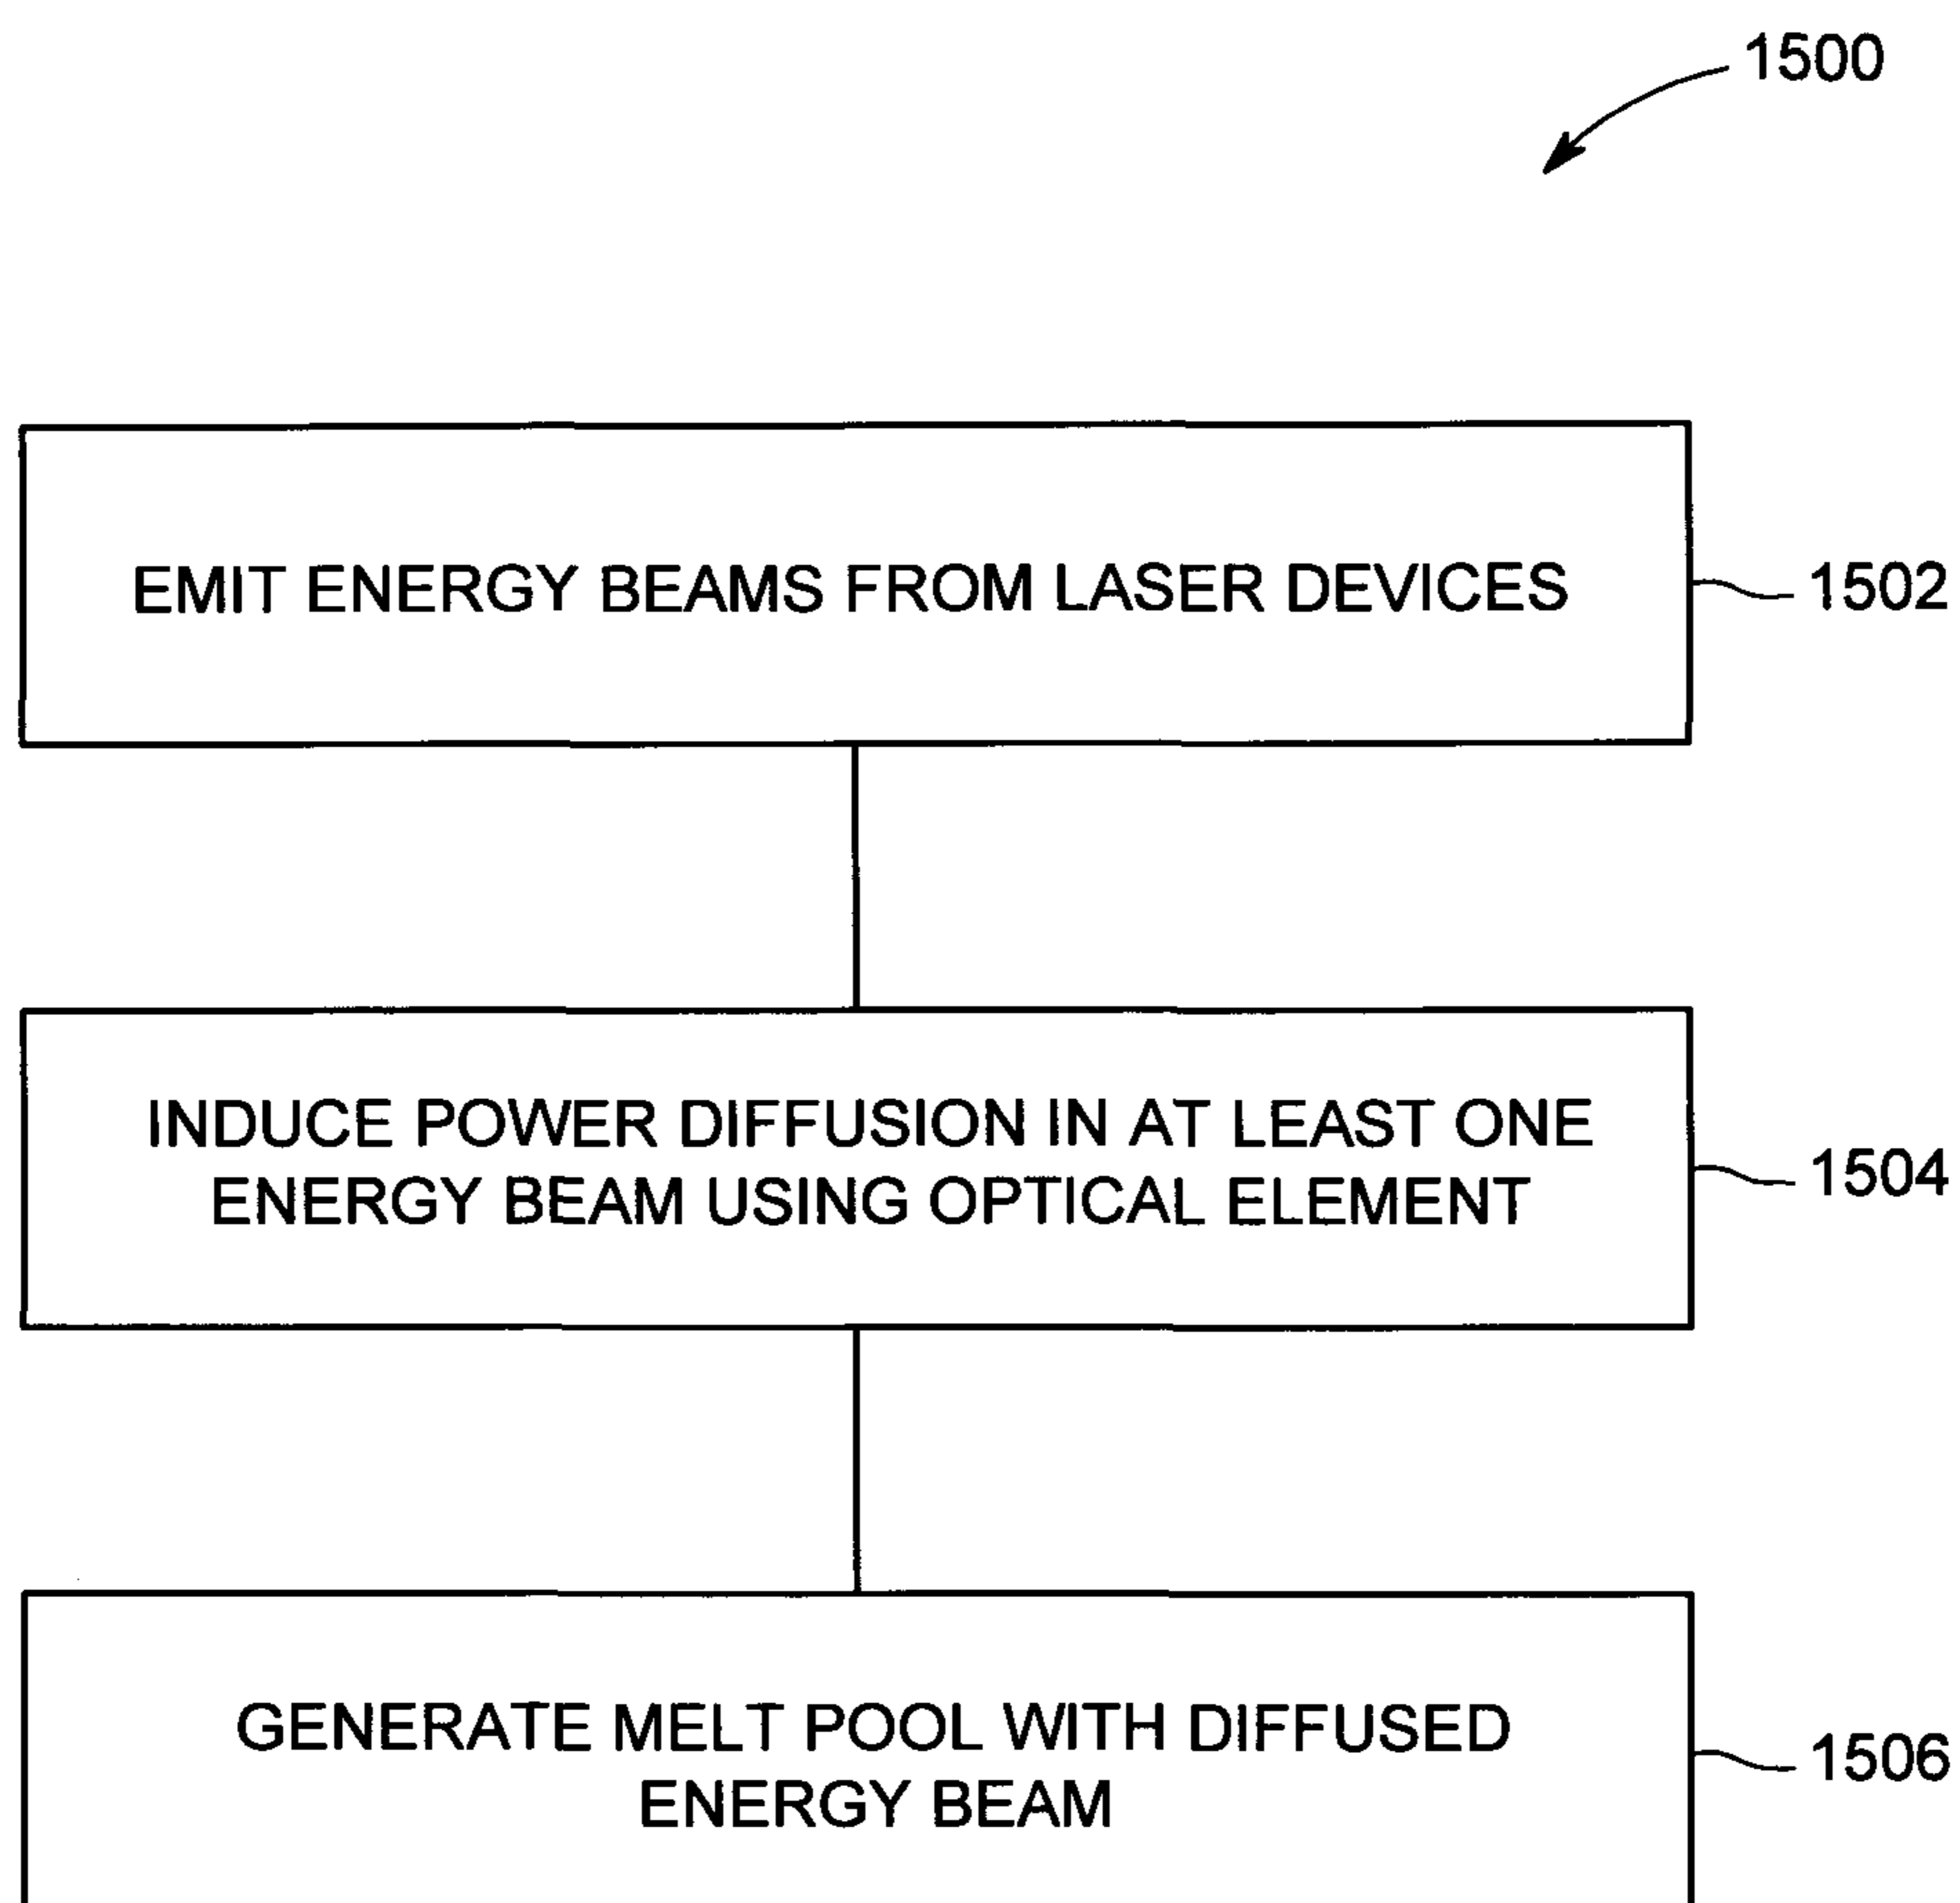 1500
EMIT ENERGY BEAMS FROM LASER DEVICES
1502
INDUCE POWER DIFFUSION IN AT LEAST ONE
ENERGY BEAM USING OPTICAL ELEMENT
1504
GENERATE MELT POOL WITH DIFFUSED
ENERGY BEAM
1506